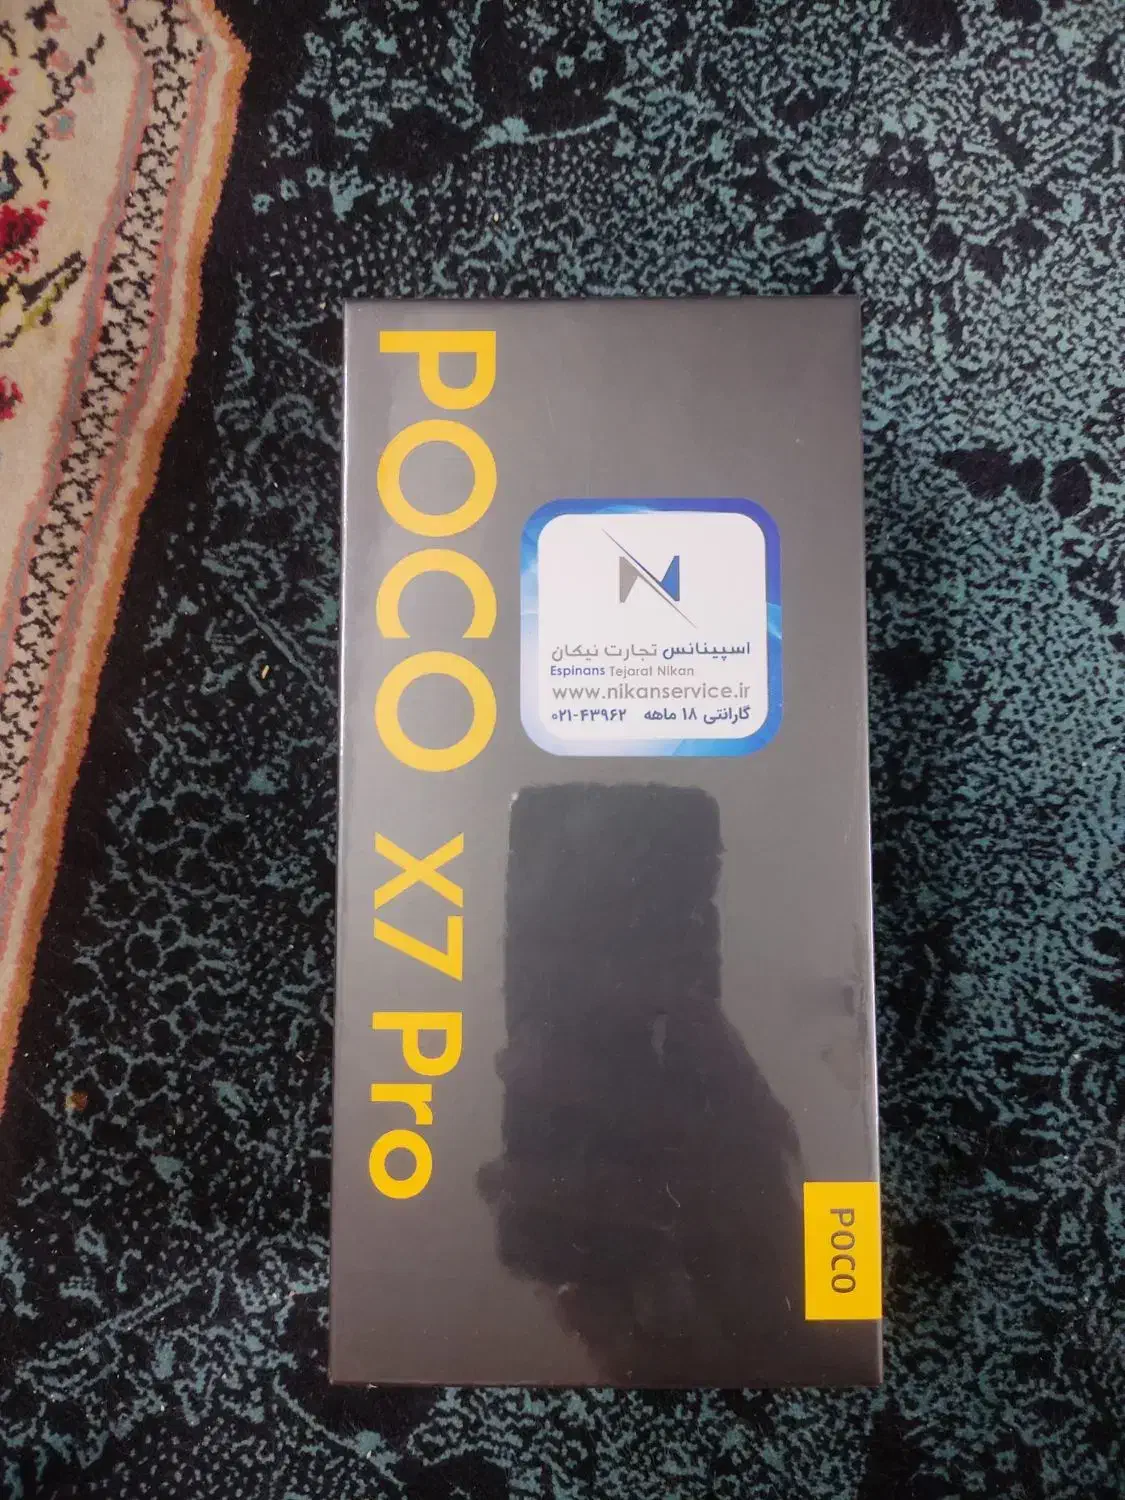 POCO X7 Pro
اسپینانس تجارت نیکان
Espinans Tejarat Nikan
www.nikanservice.ir
گارانتی ۱۸ ماهه ۰۲۱-۴۳۹۶۲
POCO